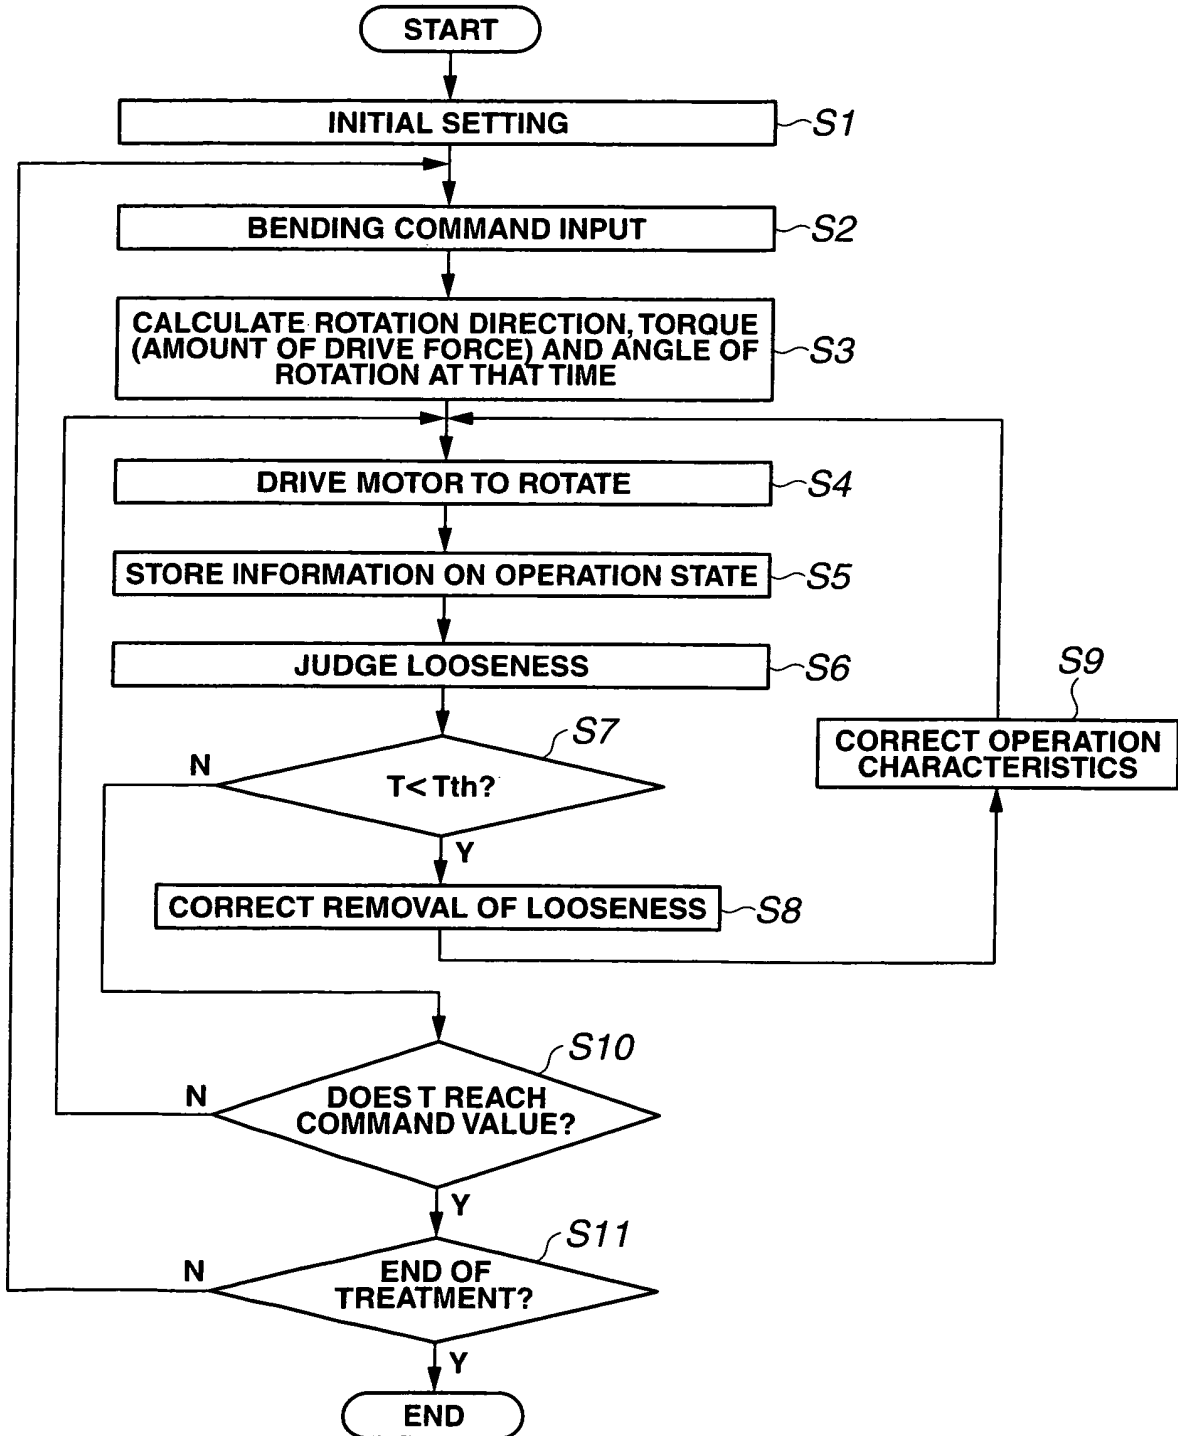 START
INITIAL SETTING
S1
BENDING COMMAND INPUT
S2
CALCULATE ROTATION DIRECTION, TORQUE
(AMOUNT OF DRIVE FORCE) AND ANGLE OF
ROTATION AT THAT TIME
S3
DRIVE MOTOR TO ROTATE
S4
STORE INFORMATION ON OPERATION STATE
S5
JUDGE LOOSENESS
S6
S7
N
T< Tth?
Y
S9
CORRECT OPERATION
CHARACTERISTICS
CORRECT REMOVAL OF LOOSENESS
S8
S10
N
DOES T REACH
COMMAND VALUE?
Y
S11
N
END OF
TREATMENT?
Y
END